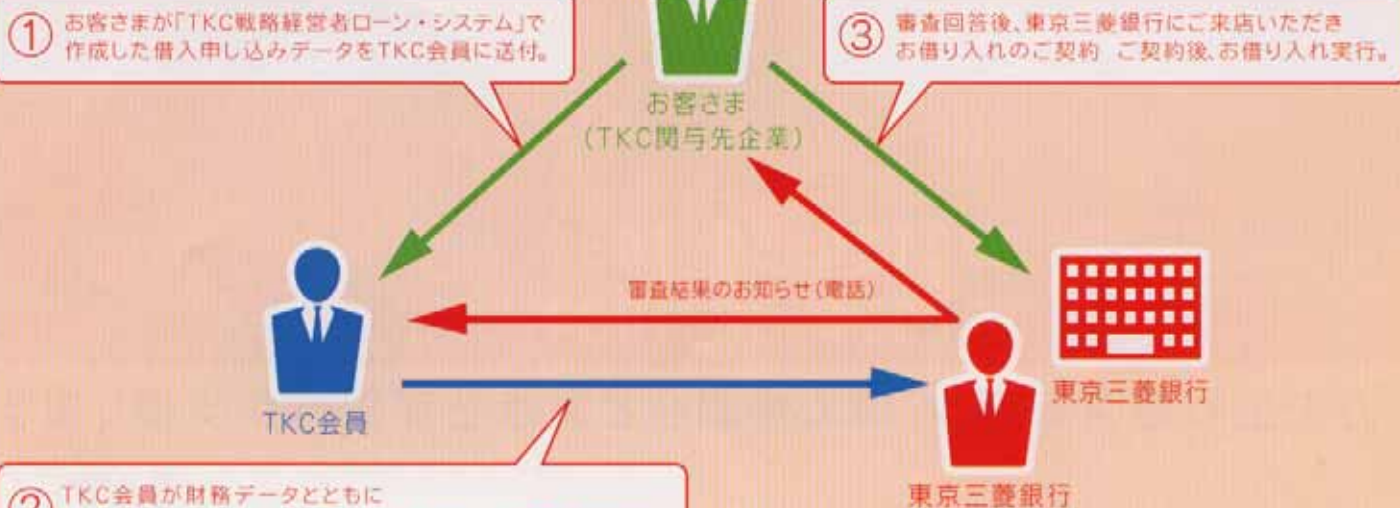 ① お客さまが「TKC戦略経営者ローン・システム」で
作成した借入申し込みデータをTKC会員に送付。
③ 審査回答後、東京三菱銀行にご来店いただき
お借り入れのご契約 ご契約後、お借り入れ実行。
お客さま
(TKC関与先企業)
審査結果のお知らせ(電話)
東京三菱銀行
TKC会員
② TKC会員が財務データとともに
東京三菱銀行